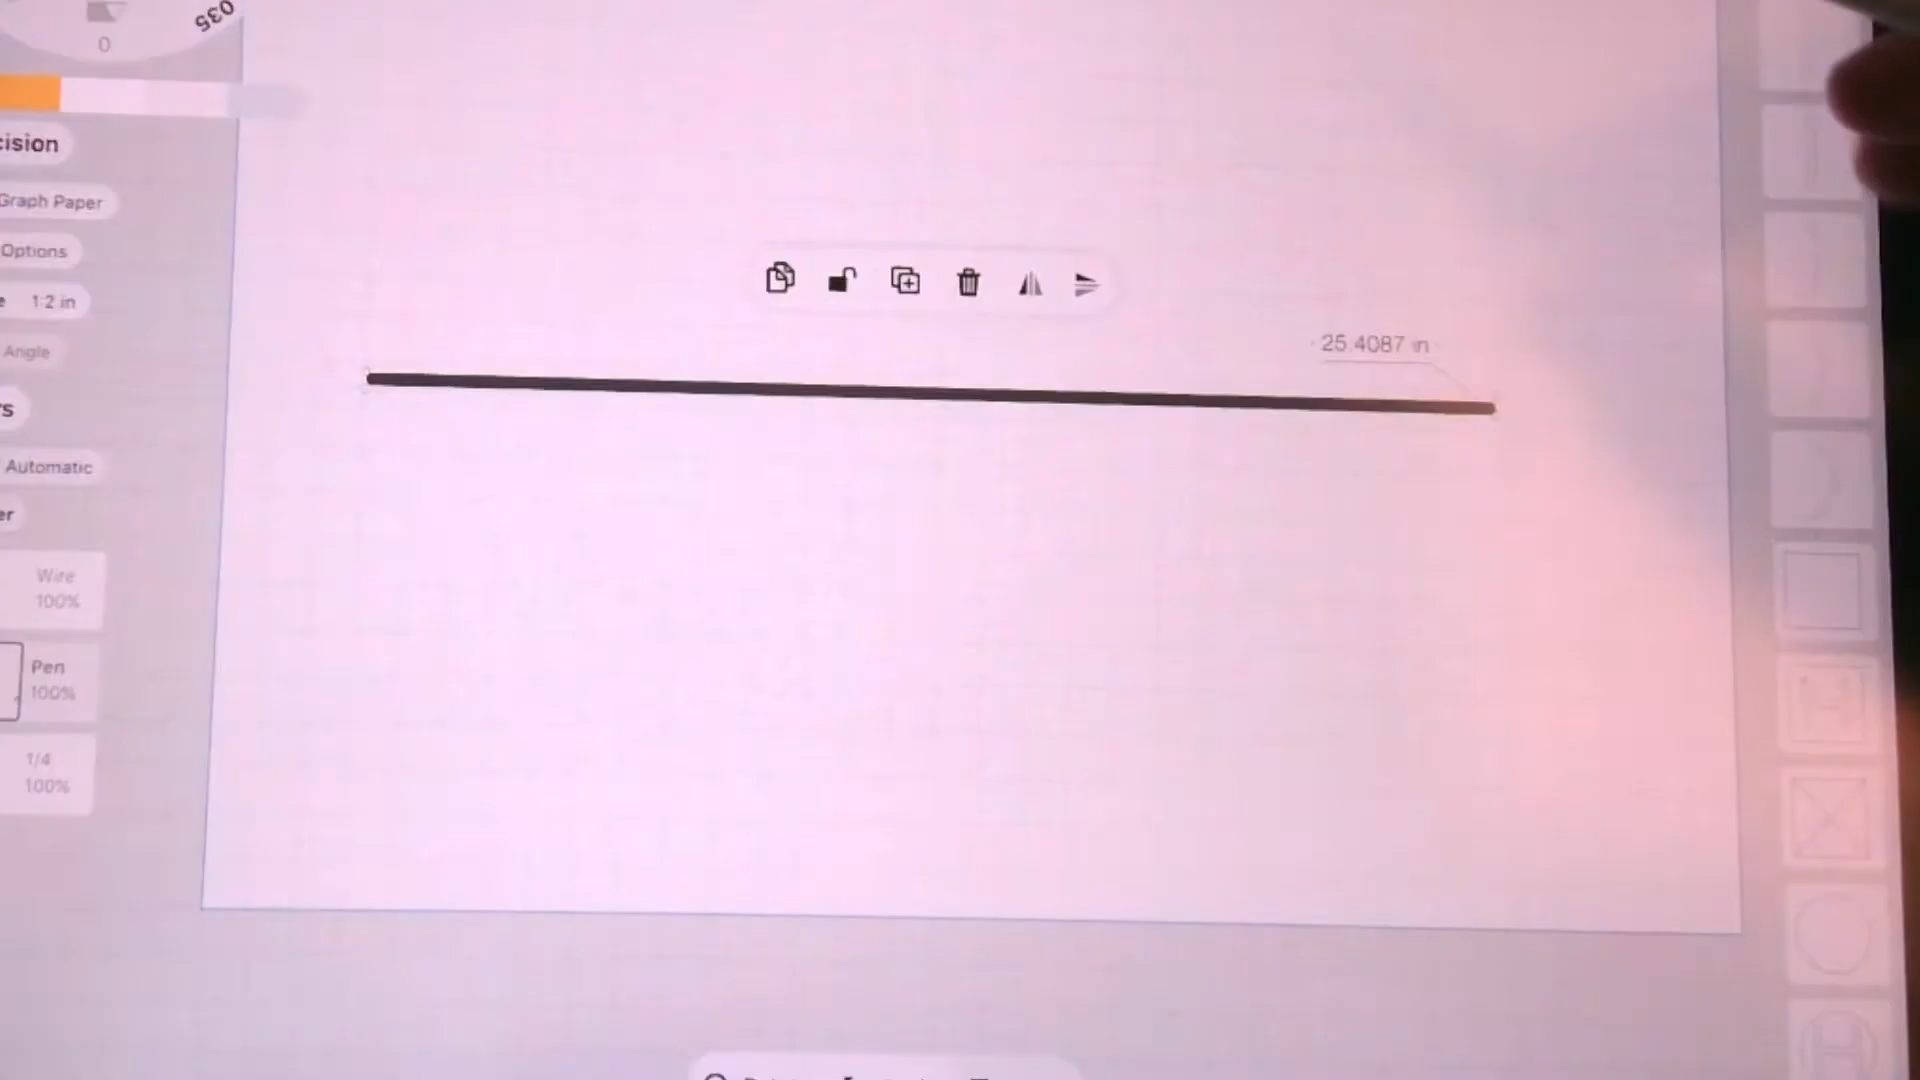 035
0
cision
Graph Paper
Options
e 1:2 in
Angle
rs
Automatic
er
Wire
100%
Pen
100%
1/4
100%
25.4087 in